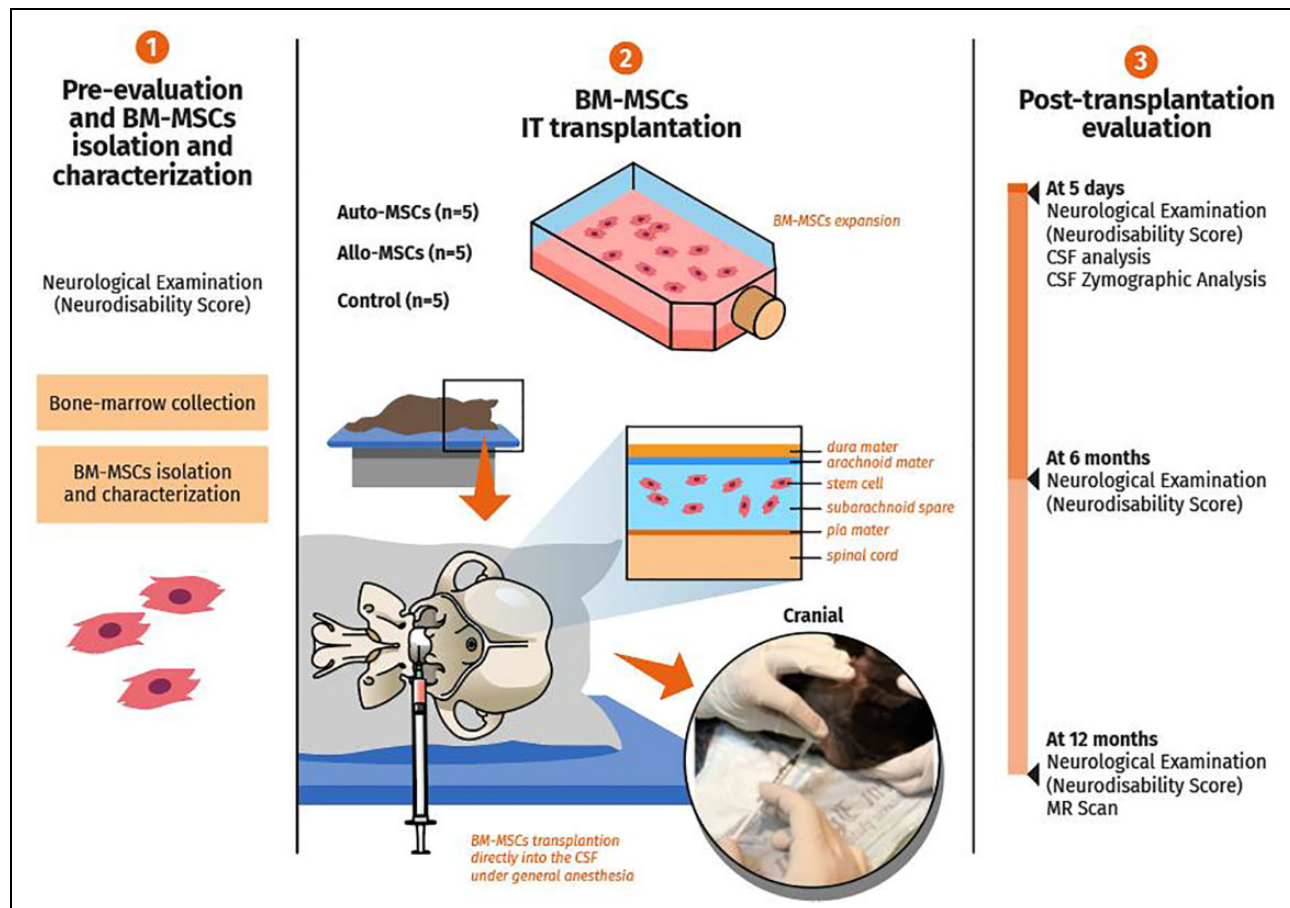 1
Pre-evaluation
and BM-MSCs
isolation and
characterization
Neurological Examination
(Neurodisability Score)
Bone-marrow collection
BM-MSCs isolation
and characterization
2
BM-MSCs
IT transplantation
Auto-MSCs (n=5)
Allo-MSCs (n=5)
Control (n=5)
BM-MSCs expansion
dura mater
arachnoid mater
stem cell
subarachnoid spare
pia mater
spinal cord
Cranial
BM-MSCs transplantion
directly into the CSF
under general anesthesia
3
Post-transplantation
evaluation
At 5 days
Neurological Examination
(Neurodisability Score)
CSF analysis
CSF Zymographic Analysis
At 6 months
Neurological Examination
(Neurodisability Score)
At 12 months
Neurological Examination
(Neurodisability Score)
MR Scan